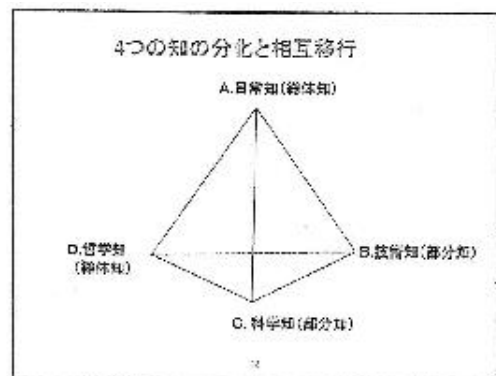 4つの知の分化と相互移行
A.日常知(総体知)
D.哲学知
(総体知)
B.技術知(部分知)
C. 科学知(部分知)